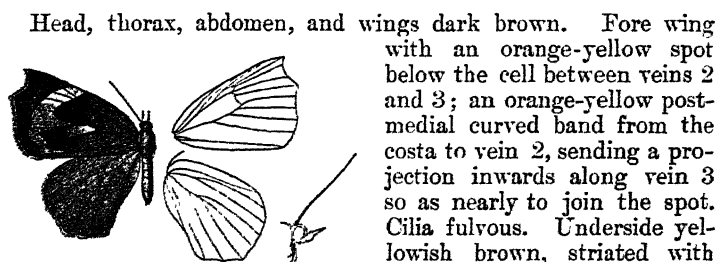 Head, thorax, abdomen, and wings dark brown. Fore wing
with an orange-yellow spot
below the cell between veins 2
and 3; an orange-yellow post-
medial curved band from the
costa to vein 2, sending a pro-
jection inwards along vein 3
so as nearly to join the spot.
Cilia fulvous. Underside yel-
lowish brown, striated with